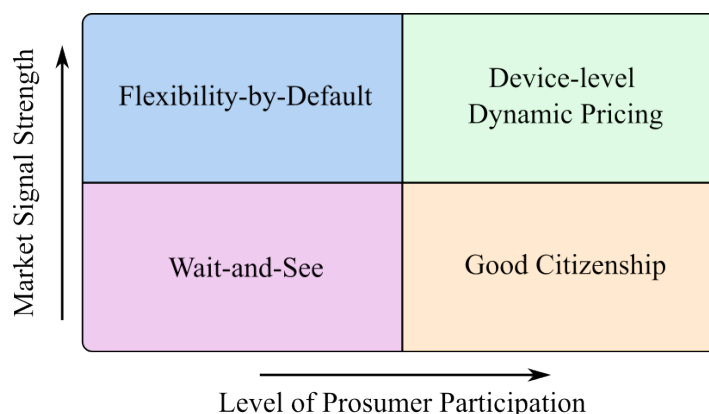 Market Signal Strength
Flexibility-by-Default
Device-level
Dynamic Pricing
Wait-and-See
Good Citizenship
Level of Prosumer Participation